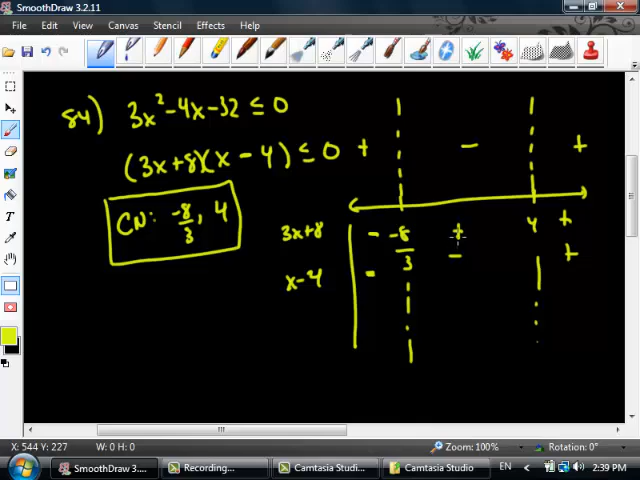 SmoothDraw 3.2.11
File Edit View Canvas Stencil Effects Help
84) 3x² -4x -32 ≤ 0
(3x+8)(x - 4) ≤ 0 + - +
CN: -8/3, 4
3x+8 - -8/3 + 4 +
x-4 - - +
X: 544 Y: 227 W: 0 H: 0 Zoom: 100% Rotation: 0°
SmoothDraw 3.... Recording... Camtasia Studi... Camtasia Studio EN 2:39 PM